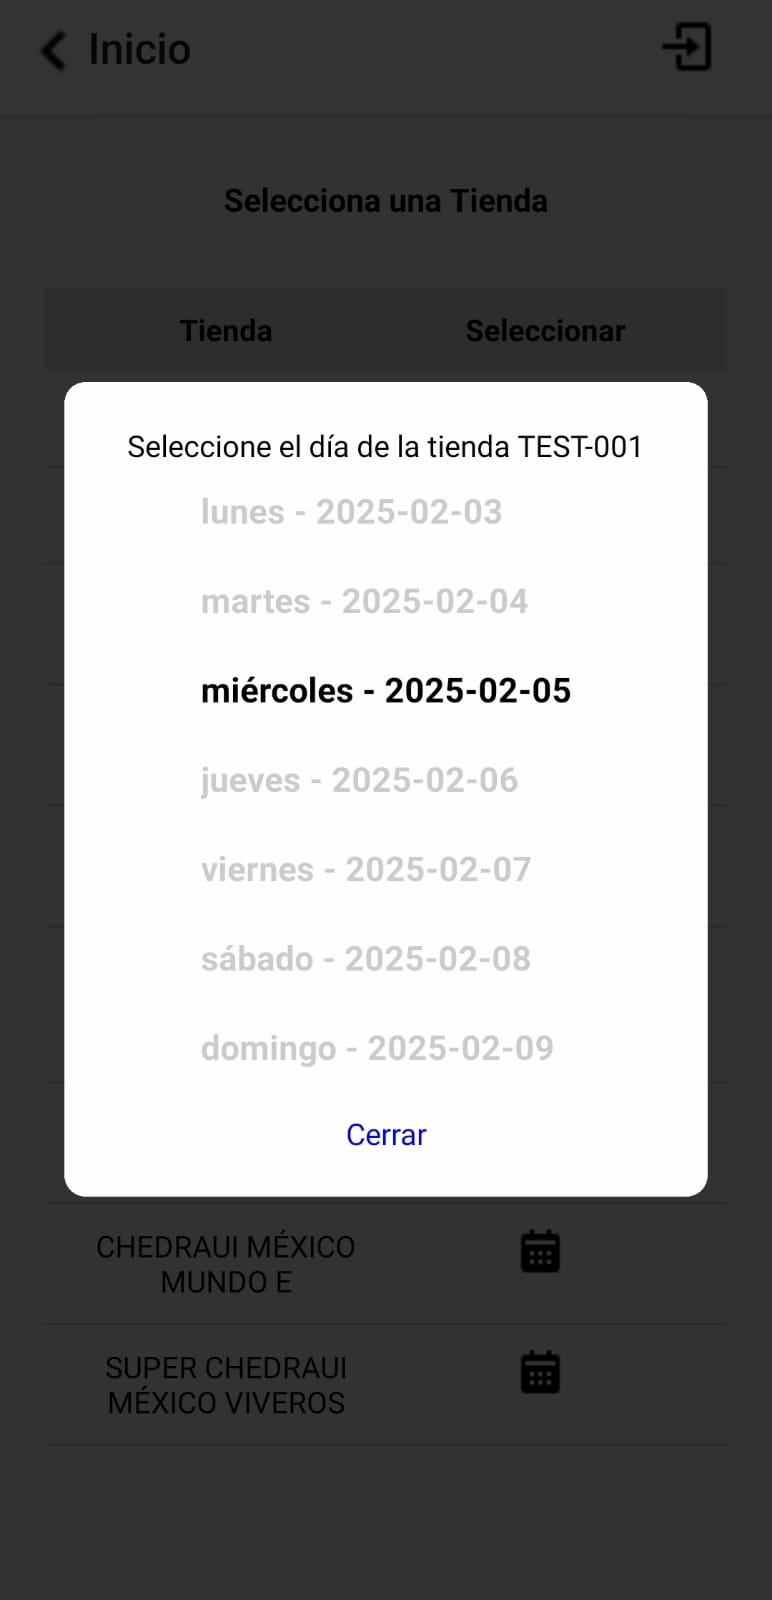 Inicio
Selecciona una Tienda
Tienda Seleccionar
Seleccione el día de la tienda TEST-001
lunes - 2025-02-03
martes - 2025-02-04
miércoles - 2025-02-05
jueves - 2025-02-06
viernes - 2025-02-07
sábado - 2025-02-08
domingo - 2025-02-09
Cerrar
CHEDRAUI MÉXICO
MUNDO E
SUPER CHEDRAUI
MÉXICO VIVEROS